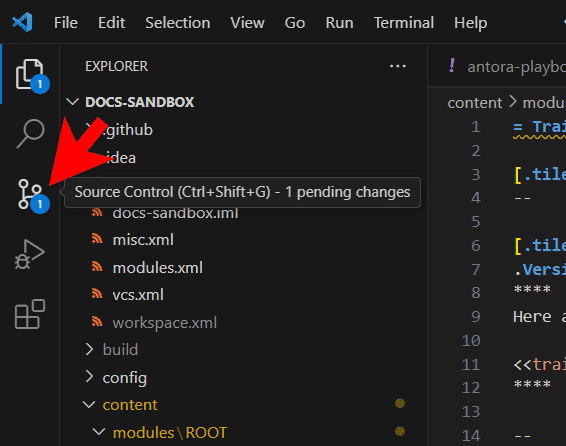 File Edit Selection View Go Run Terminal Help
EXPLORER ...
! antora-playbo
1
DOCS-SANDBOX
content > modu
.github
1 = Trai
idea
2
3 [.tile
Source Control (Ctrl+Shift+G) - 1 pending changes
4 --
1
5
docs-sandbox.iml
6 [.tile
misc.xml
7 .Versi
modules.xml
8 ****
vcs.xml
9 Here a
workspace.xml
10
build
11 <<trai
config
12 ****
content
13
modules\ROOT
14 --